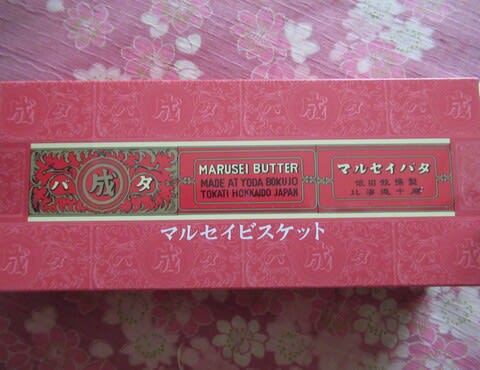 バ成タ
MARUSEI BUTTER
MADE AT YODA BOKUJO
TOKATI HOKKAIDO JAPAN
マルセイバタ
依田牧場製
北海道十勝
マルセイビスケット